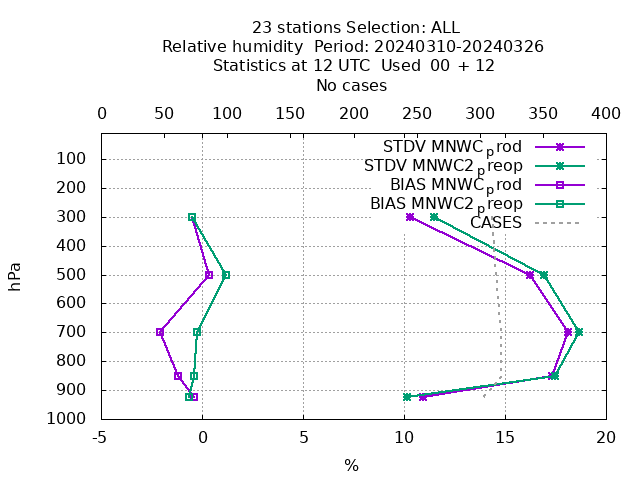 23 stations Selection: ALL
Relative humidity  Period: 20240310-20240326
Statistics at 12 UTC  Used  00 + 12
No cases
0 50 100 150 200 250 300 350 400
STDV MNWC_prod
STDV MNWC2_preop
BIAS MNWC_prod
BIAS MNWC2_preop
CASES
hPa
100
200
300
400
500
600
700
800
900
1000
-5 0 5 10 15 20
%